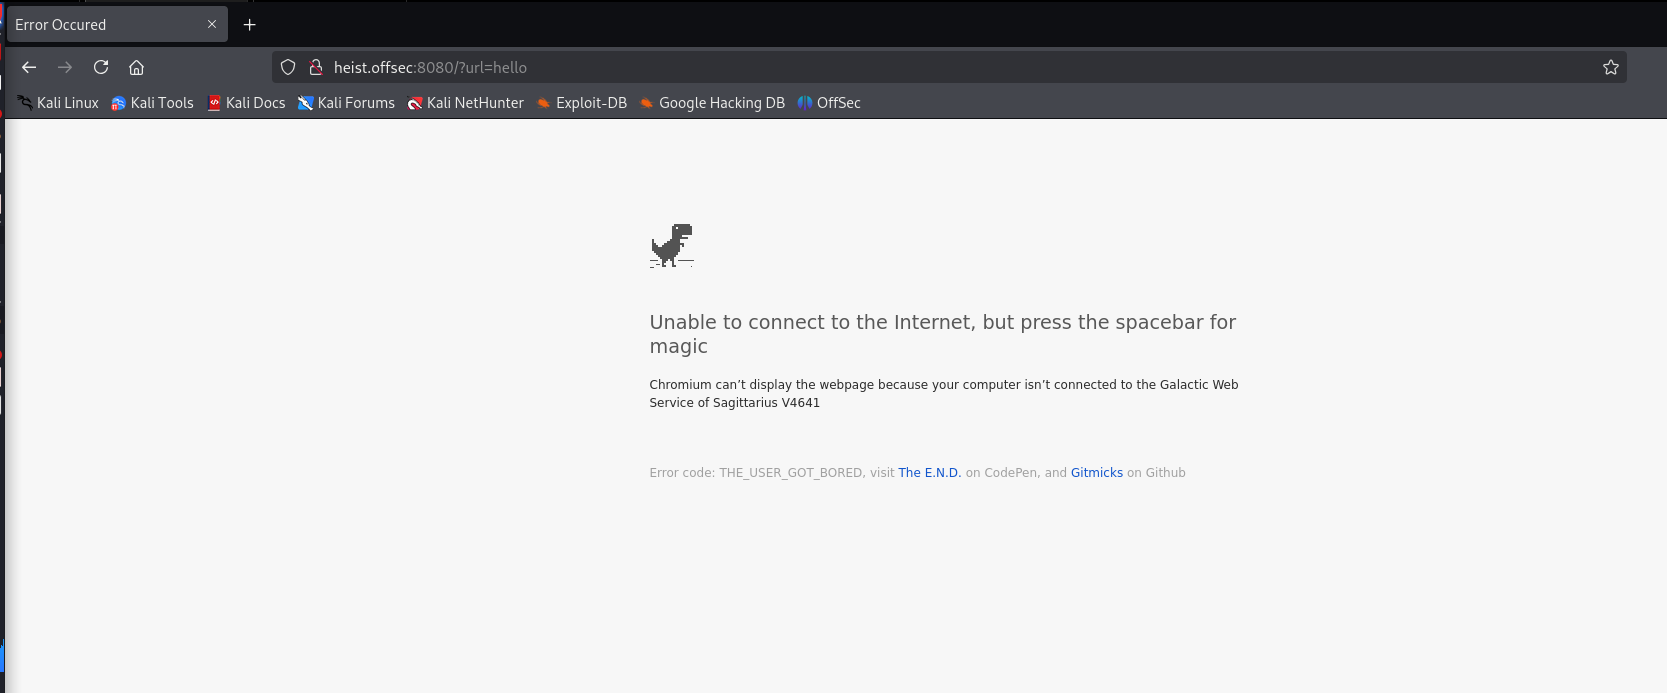 Error Occured
heist.offsec:8080/?url=hello
Kali Linux Kali Tools Kali Docs Kali Forums Kali NetHunter Exploit-DB Google Hacking DB OffSec
Unable to connect to the Internet, but press the spacebar for
magic
Chromium can’t display the webpage because your computer isn’t connected to the Galactic Web
Service of Sagittarius V4641
Error code: THE_USER_GOT_BORED, visit The E.N.D. on CodePen, and Gitmicks on Github